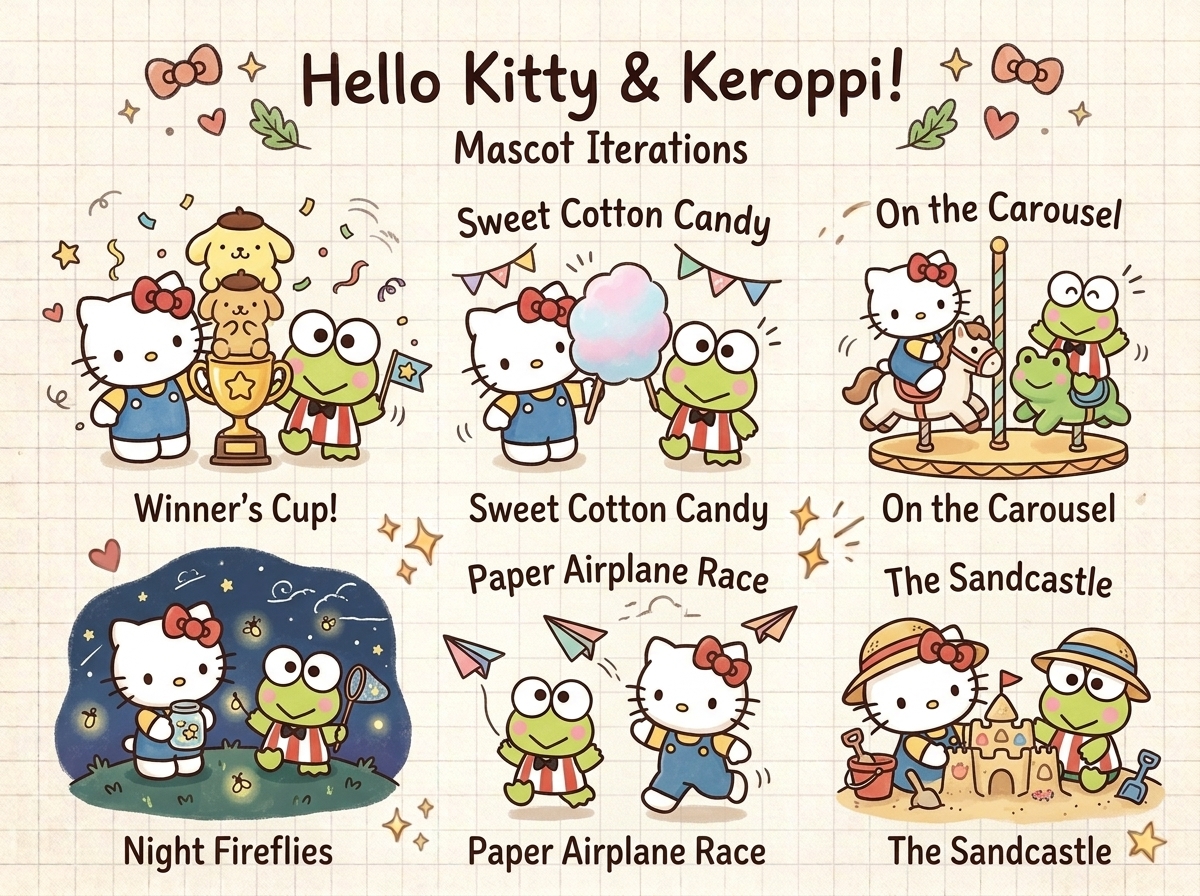 Hello Kitty & Keroppi!
Mascot Iterations
Sweet Cotton Candy
On the Carousel
Winner's Cup!
Sweet Cotton Candy
On the Carousel
Paper Airplane Race
The Sandcastle
Night Fireflies
Paper Airplane Race
The Sandcastle